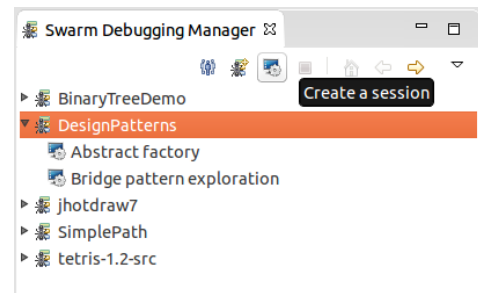 Swarm Debugging Manager
Create a session
BinaryTreeDemo
DesignPatterns
Abstract factory
Bridge pattern exploration
jhotdraw7
SimplePath
tetris-1.2-src